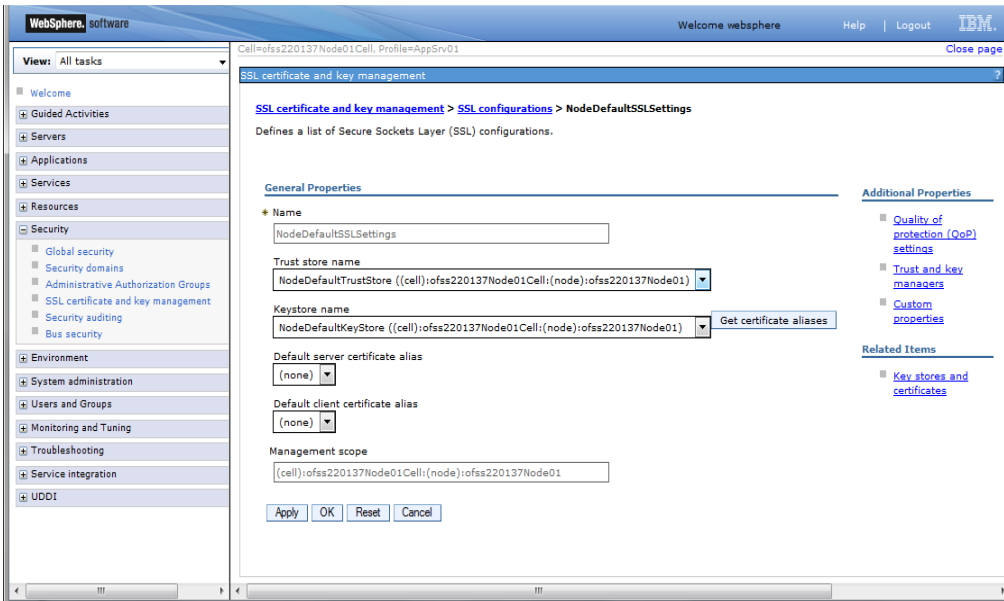 WebSphere. software
Welcome websphere
Help | Logout
IBM.
View: All tasks
Cell=ofss220137Node01Cell, Profile=AppSrv01
Close page
Welcome
Guided Activities
Servers
Applications
Services
Resources
Security
Global security
Security domains
Administrative Authorization Groups
SSL certificate and key management
Security auditing
Bus security
Environment
System administration
Users and Groups
Monitoring and Tuning
Troubleshooting
Service integration
UDDI
SSL certificate and key management
?
SSL certificate and key management > SSL configurations > NodeDefaultSSLSettings
Defines a list of Secure Sockets Layer (SSL) configurations.
General Properties
* Name
NodeDefaultSSLSettings
Trust store name
NodeDefaultTrustStore ((cell):ofss220137Node01Cell:(node):ofss220137Node01)
Keystore name
NodeDefaultKeyStore ((cell):ofss220137Node01Cell:(node):ofss220137Node01)
Get certificate aliases
Default server certificate alias
(none)
Default client certificate alias
(none)
Management scope
(cell):ofss220137Node01Cell:(node):ofss220137Node01
Apply OK Reset Cancel
Additional Properties
Quality of
protection (QoP)
settings
Trust and key
managers
Custom
properties
Related Items
Key stores and
certificates